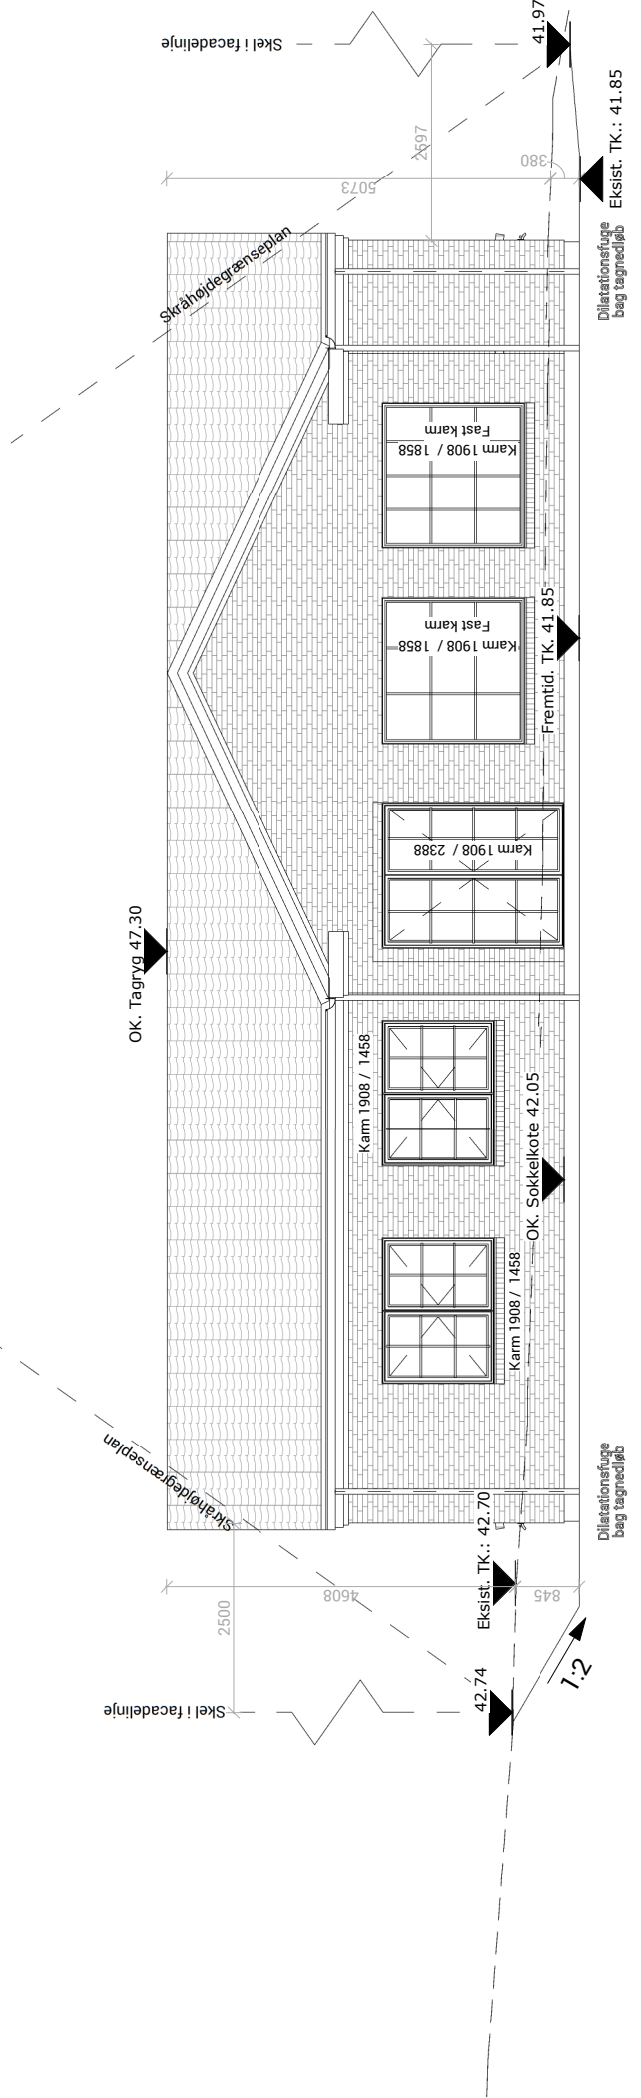 41.97
Skel i facadelinje
Eksist. TK.: 41.85
2597
380
5073
Dilatationsfuge
bag tagnedløb
Skråhøjdegrænseplan
Karm 1908 / 1858
Fast karm
Karm 1908 / 1858
Fast karm
Fremtid. TK. 41.85
Karm 1908 / 2388
OK. Tagryg 47.30
Karm 1908 / 1458
OK. Sokkelkote 42.05
Karm 1908 / 1458
Skråhøjdegrænseplan
Dilatationsfuge
bag tagnedløb
Eksist. TK.: 42.70
4608
845
2500
1:2
42.74
Skel i facadelinje